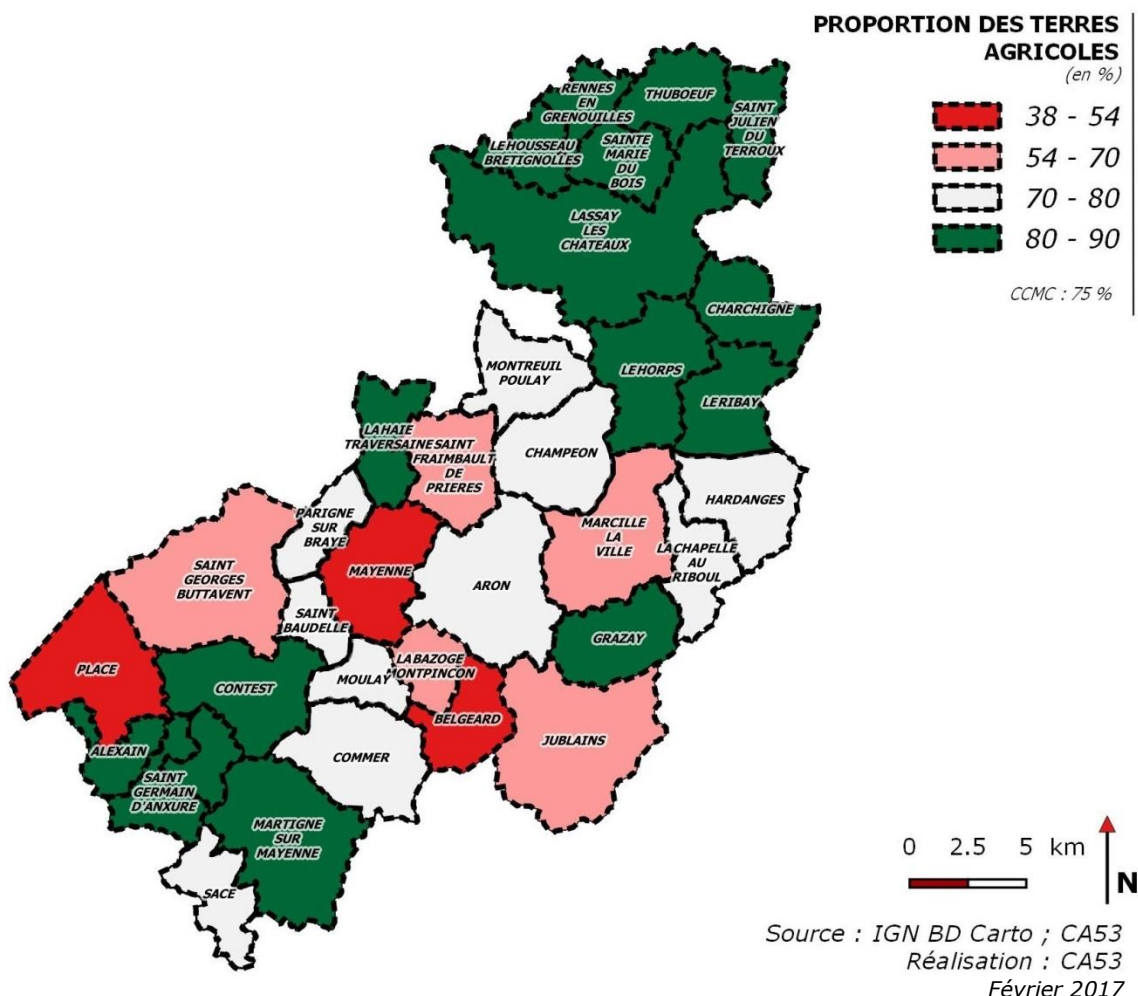 PROPORTION DES TERRES
AGRICOLES
(en %)
38 - 54
54 - 70
70 - 80
80 - 90
CCMC : 75 %
RENNES
EN
GRENOUILLES
THUBOEUF
SAINT
JULIEN
DU
TERROUX
LE HOUSSEAU
BRETIGNOLLES
SAINTE
MARIE
DU
BOIS
LASSAY
LES
CHATEAUX
CHARCHIGNE
MONTREUIL
POULAY
LE HORPS
LE RIBAY
LA HAIE
TRAVERSAINE
SAINT
FRAIMBAULT
DE
PRIERES
CHAMPEON
HARDANGES
PARIGNE
SUR
BRAYE
MARCILLE
LA
VILLE
LA CHAPELLE
AU
RIBOUL
SAINT
GEORGES
BUTTAVENT
MAYENNE
ARON
SAINT
BAUDELLE
GRAZAY
PLACE
CONTEST
MOULAY
LA BAZOGE
MONTPINCON
BELGEARD
JUBLAINS
ALEXAIN
COMMER
SAINT
GERMAIN
D'ANXURE
MARTIGNE
SUR
MAYENNE
SACE
0 2.5 5 km
N
Source : IGN BD Carto ; CA53
Réalisation : CA53
Février 2017